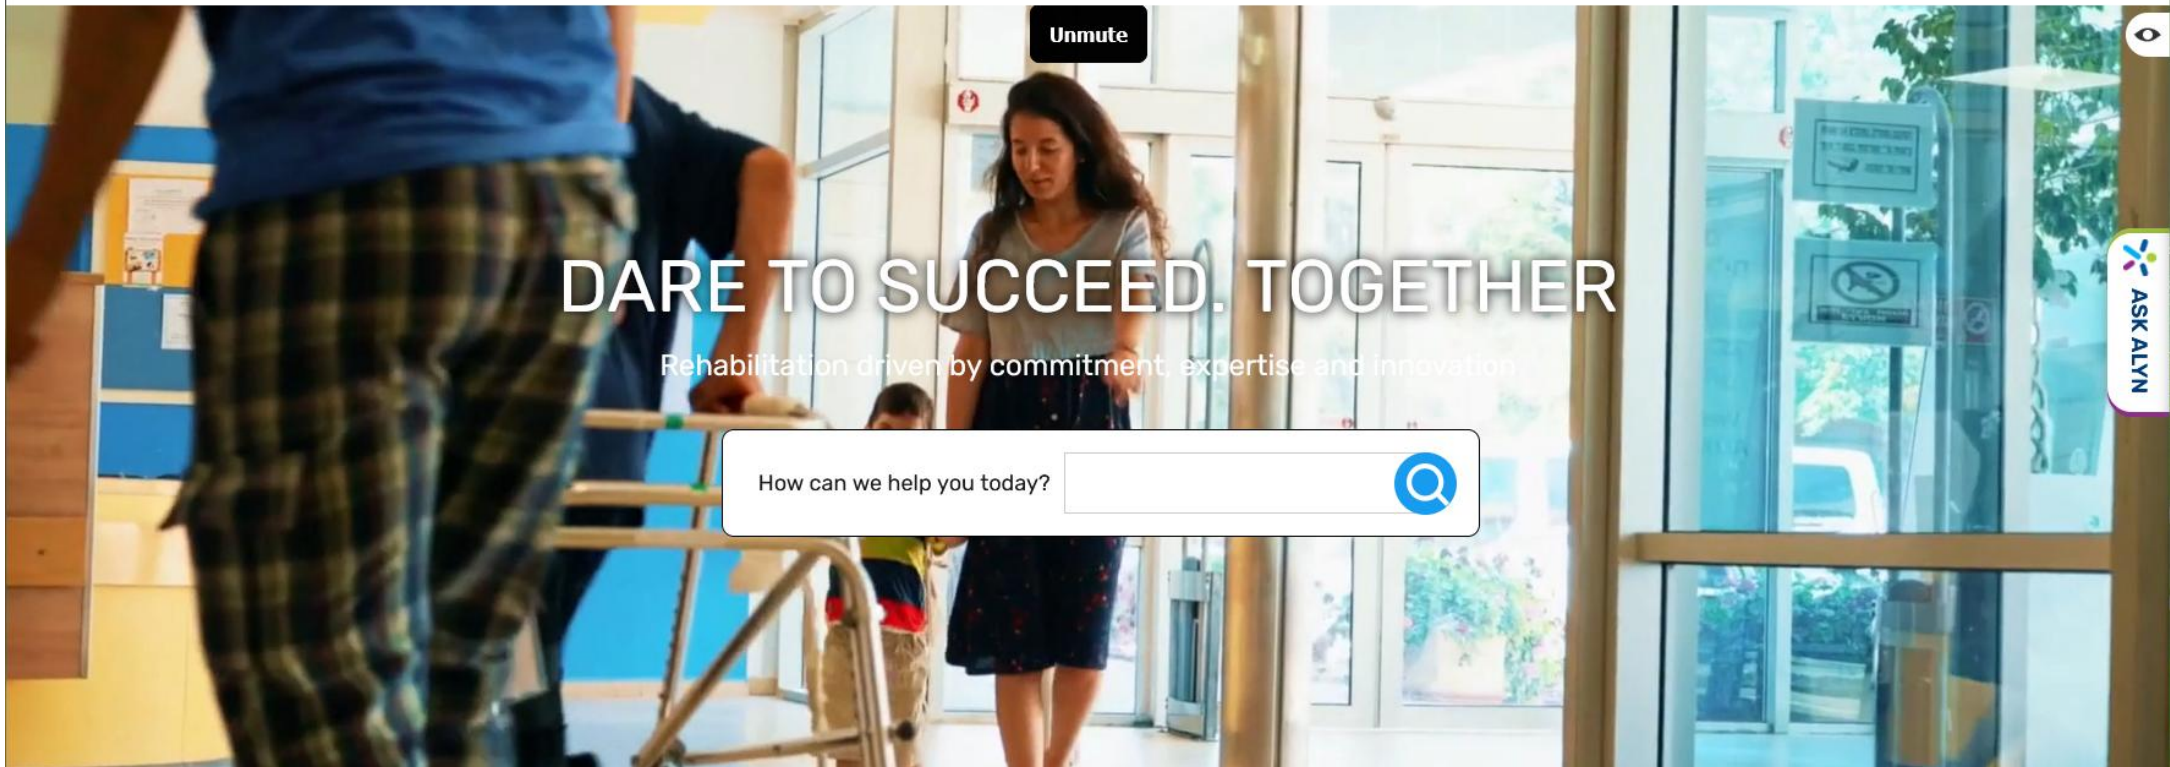 Unmute
DARE TO SUCCEED. TOGETHER
Rehabilitation driven by commitment, expertise and innovation
How can we help you today?
ASK ALYN